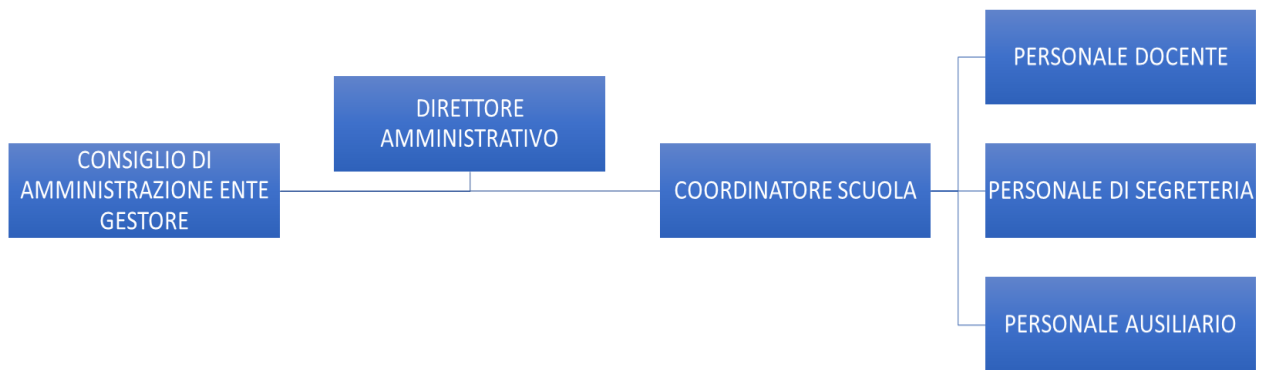 CONSIGLIO DI
AMMINISTRAZIONE ENTE
GESTORE
DIRETTORE
AMMINISTRATIVO
COORDINATORE SCUOLA
PERSONALE DOCENTE
PERSONALE DI SEGRETERIA
PERSONALE AUSILIARIO